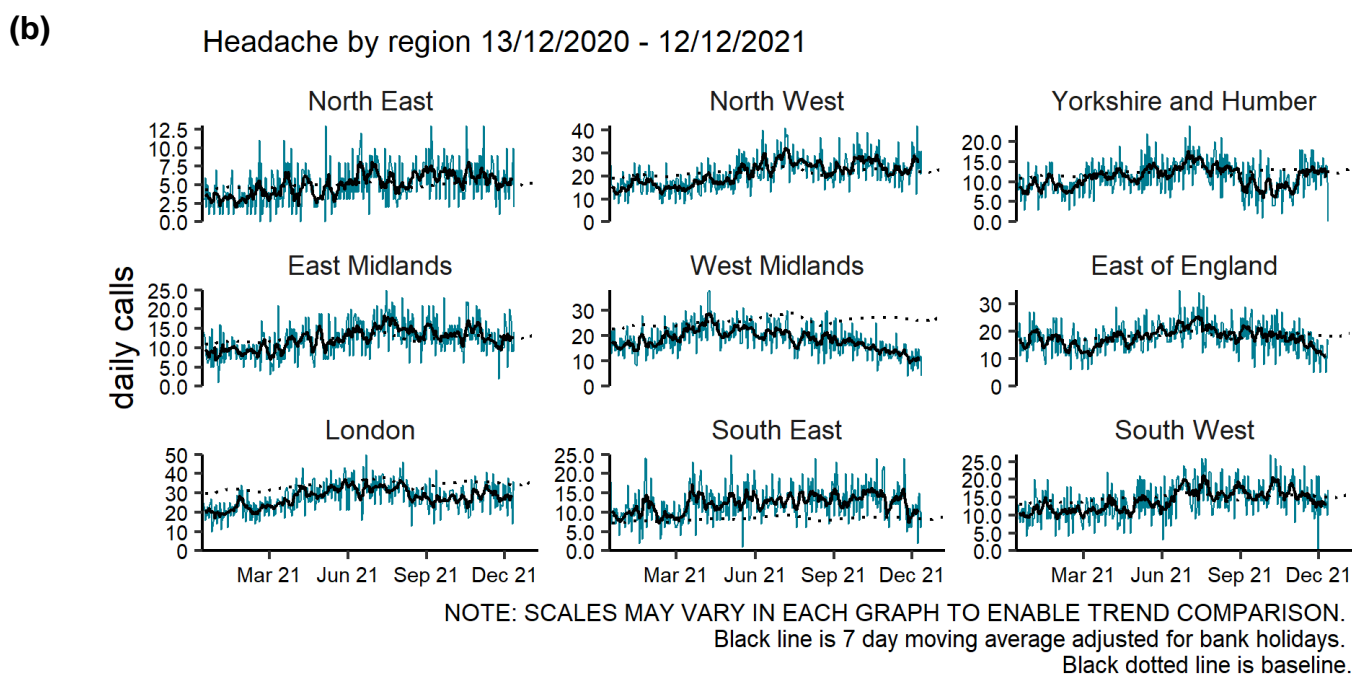 (b)
Headache by region 13/12/2020 - 12/12/2021
North East
North West
Yorkshire and Humber
12.5
10.0
7.5
5.0
2.5
0.0
40
30
20
10
0
20.0
15.0
10.0
5.0
0.0
daily calls
East Midlands
West Midlands
East of England
25.0
20.0
15.0
10.0
5.0
0.0
30
20
10
0
30
20
10
0
London
South East
South West
50
40
30
20
10
0
25.0
20.0
15.0
10.0
5.0
0.0
25.0
20.0
15.0
10.0
5.0
0.0
Mar 21 Jun 21 Sep 21 Dec 21
Mar 21 Jun 21 Sep 21 Dec 21
Mar 21 Jun 21 Sep 21 Dec 21
NOTE: SCALES MAY VARY IN EACH GRAPH TO ENABLE TREND COMPARISON.
Black line is 7 day moving average adjusted for bank holidays.
Black dotted line is baseline.